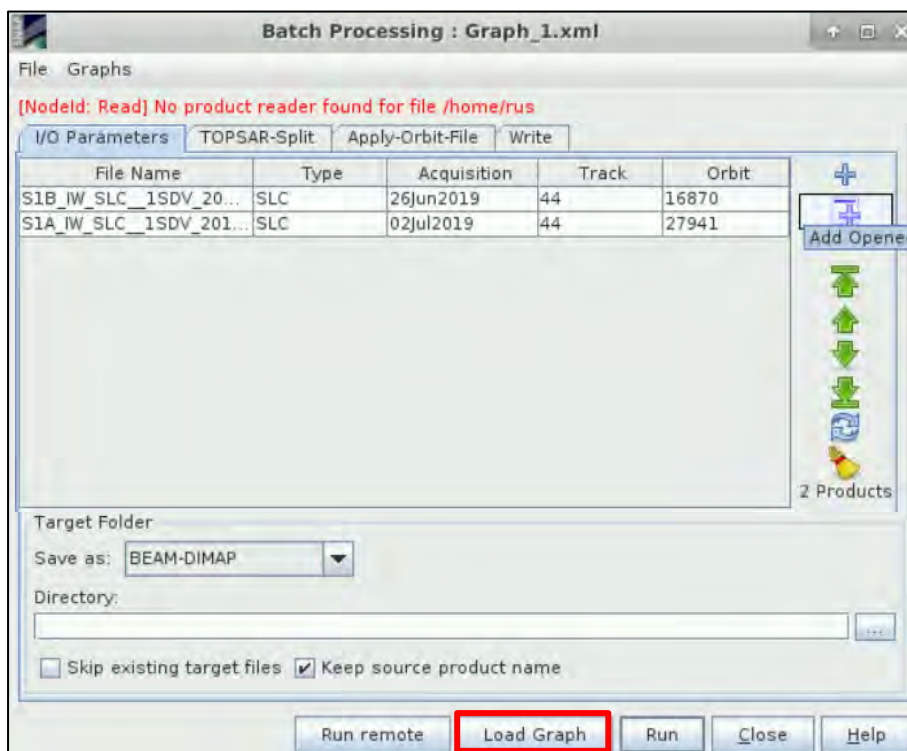 Batch Processing : Graph_1.xml
File Graphs
[NodeId: Read] No product reader found for file /home/rus
I/O Parameters TOPSAR-Split Apply-Orbit-File Write
File Name Type Acquisition Track Orbit
S1B_IW_SLC__1SDV_20... SLC 26Jun2019 44 16870
S1A_IW_SLC__1SDV_201... SLC 02Jul2019 44 27941
Add Opene
2 Products
Target Folder
Save as: BEAM-DIMAP
Directory:
...
Skip existing target files Keep source product name
Run remote Load Graph Run Close Help